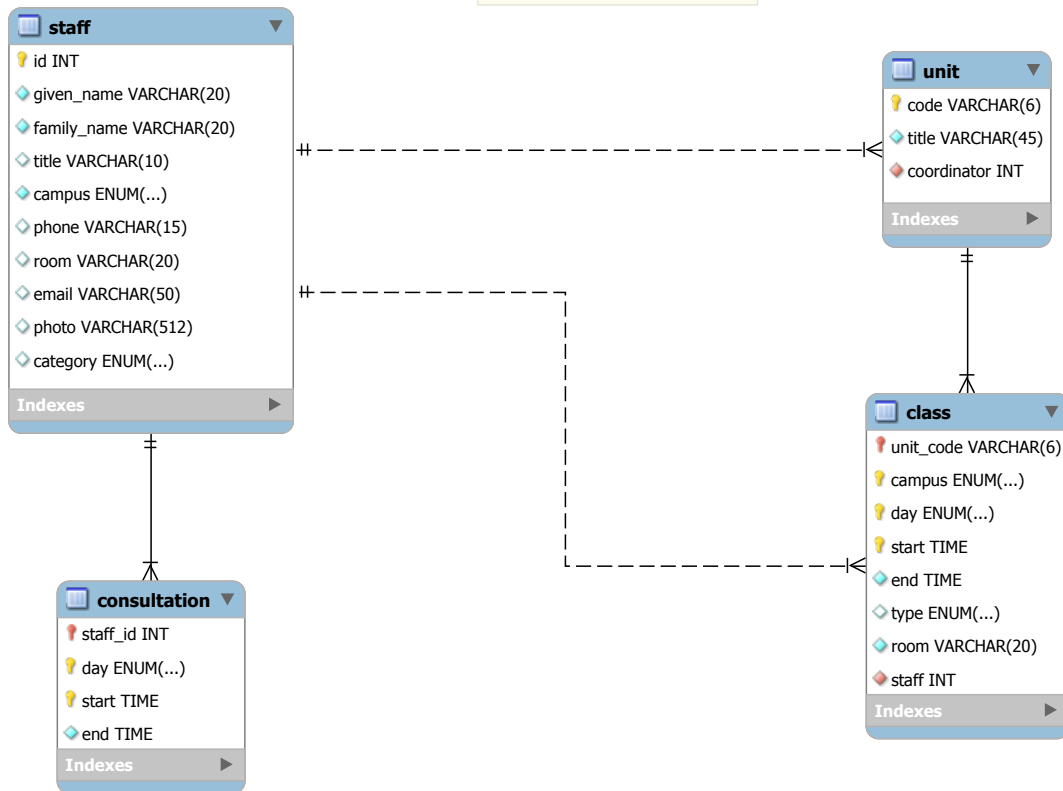 staff
id INT
given_name VARCHAR(20)
family_name VARCHAR(20)
title VARCHAR(10)
campus ENUM(...)
phone VARCHAR(15)
room VARCHAR(20)
email VARCHAR(50)
photo VARCHAR(512)
category ENUM(...)
Indexes
unit
code VARCHAR(6)
title VARCHAR(45)
coordinator INT
Indexes
consultation
staff_id INT
day ENUM(...)
start TIME
end TIME
Indexes
class
unit_code VARCHAR(6)
campus ENUM(...)
day ENUM(...)
start TIME
end TIME
type ENUM(...)
room VARCHAR(20)
staff INT
Indexes